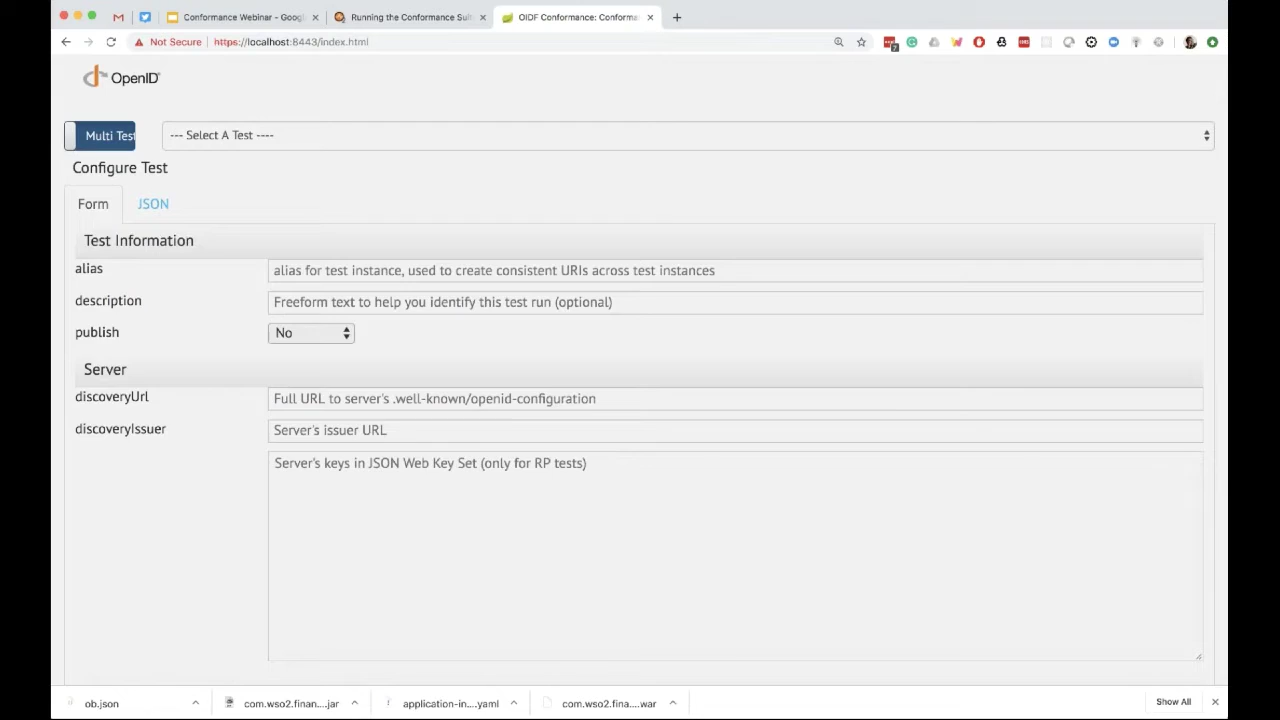 Conformance Webinar - Googl
Running the Conformance Suit
OIDF Conformance: Conforma
Not Secure
https://localhost:8443/index.html
OpenID
Multi Test
--- Select A Test ----
Configure Test
Form
JSON
Test Information
alias
alias for test instance, used to create consistent URIs across test instances
description
Freeform text to help you identify this test run (optional)
publish
No
Server
discoveryUrl
Full URL to server's .well-known/openid-configuration
discoveryIssuer
Server's issuer URL
Server's keys in JSON Web Key Set (only for RP tests)
ob.json
com.wso2.finan....jar
application-in....yaml
com.wso2.fina....war
Show All